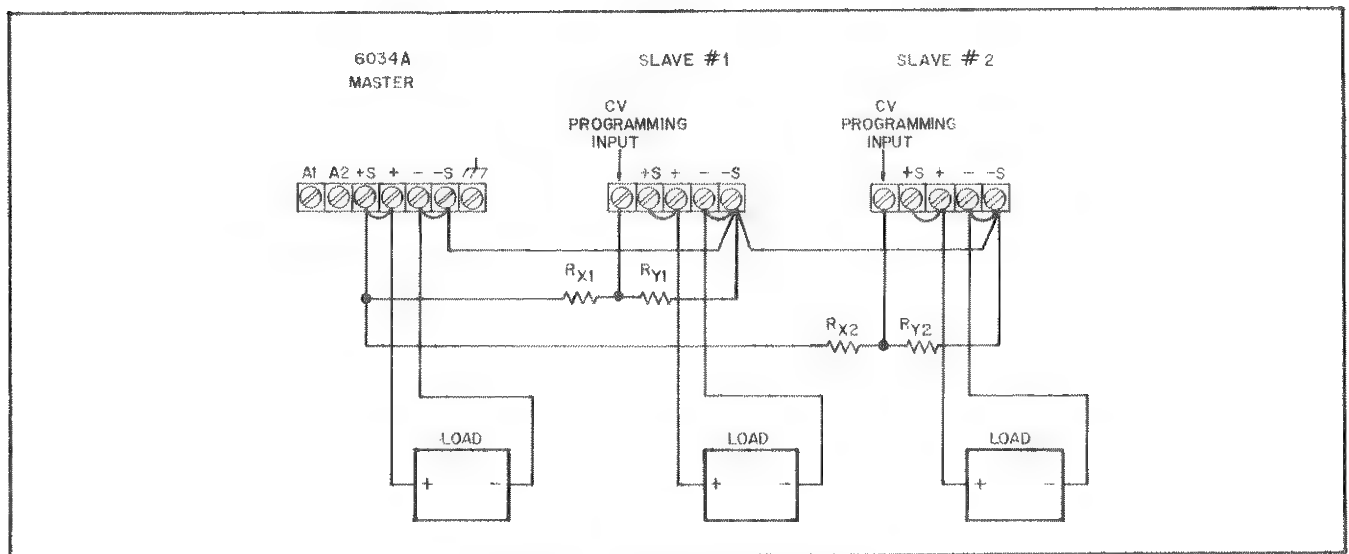 6034A
MASTER
SLAVE #1
SLAVE #2
CV
PROGRAMMING
INPUT
CV
PROGRAMMING
INPUT
A1 A2 +S + - -S
+S + - -S
+S + - -S
RX1 RY1
RX2 RY2
LOAD
+ -
LOAD
+ -
LOAD
+ -